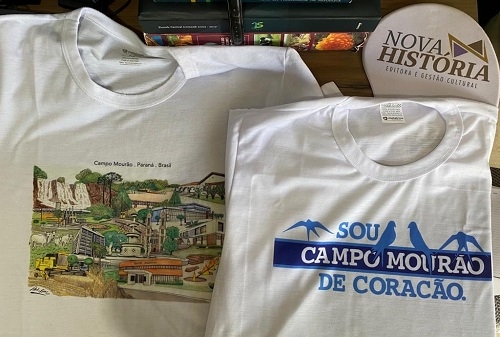 NOVA
HISTÓRIA
EDITORA E GESTÃO CULTURAL
Campo Mourão . Paraná . Brasil
SOU
CAMPO MOURÃO
DE CORAÇÃO.